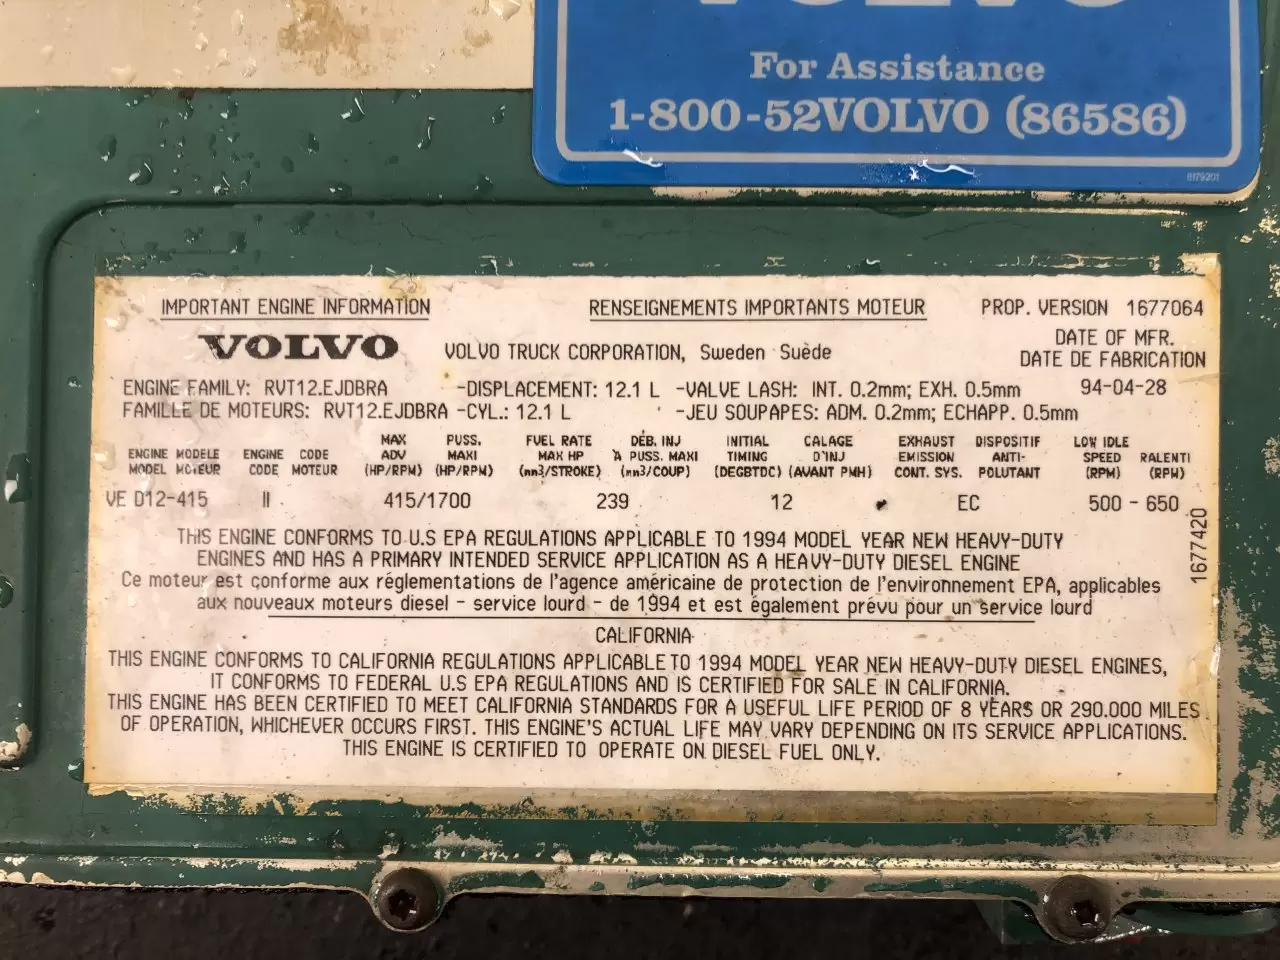 VOLVO
For Assistance
1-800-52VOLVO (86586)
8179201
IMPORTANT ENGINE INFORMATION RENSEIGNEMENTS IMPORTANTS MOTEUR PROP. VERSION 1677064
VOLVO VOLVO TRUCK CORPORATION, Sweden Suède DATE OF MFR.
DATE DE FABRICATION
ENGINE FAMILY: RVT12.EJDBRA -DISPLACEMENT: 12.1 L -VALVE LASH: INT. 0.2mm; EXH. 0.5mm 94-04-28
FAMILLE DE MOTEURS: RVT12.EJDBRA -CYL.: 12.1 L -JEU SOUPAPES: ADM. 0.2mm; ECHAPP. 0.5mm
MAX PUSS. FUEL RATE DÉB. INJ INITIAL CALAGE EXHAUST DISPOSITIF LOW IDLE
ENGINE MODELE ENGINE CODE ADV MAXI MAX HP À PUSS. MAXI TIMING D'INJ EMISSION ANTI- SPEED RALENTI
MODEL MOTEUR CODE MOTEUR (HP/RPM) (HP/RPM) (mm3/STROKE) (mm3/COUP) (DEGBTDC) (AVANT PMH) CONT. SYS. POLUTANT (RPM) (RPM)
VE D12-415 II 415/1700 239 12 EC 500 - 650
THIS ENGINE CONFORMS TO U.S EPA REGULATIONS APPLICABLE TO 1994 MODEL YEAR NEW HEAVY-DUTY
ENGINES AND HAS A PRIMARY INTENDED SERVICE APPLICATION AS A HEAVY-DUTY DIESEL ENGINE
Ce moteur est conforme aux réglementations de l'agence américaine de protection de l'environnement EPA, applicables
aux nouveaux moteurs diesel - service lourd - de 1994 et est également prévu pour un service lourd
1677420
CALIFORNIA
THIS ENGINE CONFORMS TO CALIFORNIA REGULATIONS APPLICABLE TO 1994 MODEL YEAR NEW HEAVY-DUTY DIESEL ENGINES,
IT CONFORMS TO FEDERAL U.S EPA REGULATIONS AND IS CERTIFIED FOR SALE IN CALIFORNIA.
THIS ENGINE HAS BEEN CERTIFIED TO MEET CALIFORNIA STANDARDS FOR A USEFUL LIFE PERIOD OF 8 YEARS OR 290.000 MILES
OF OPERATION, WHICHEVER OCCURS FIRST. THIS ENGINE'S ACTUAL LIFE MAY VARY DEPENDING ON ITS SERVICE APPLICATIONS.
THIS ENGINE IS CERTIFIED TO OPERATE ON DIESEL FUEL ONLY.